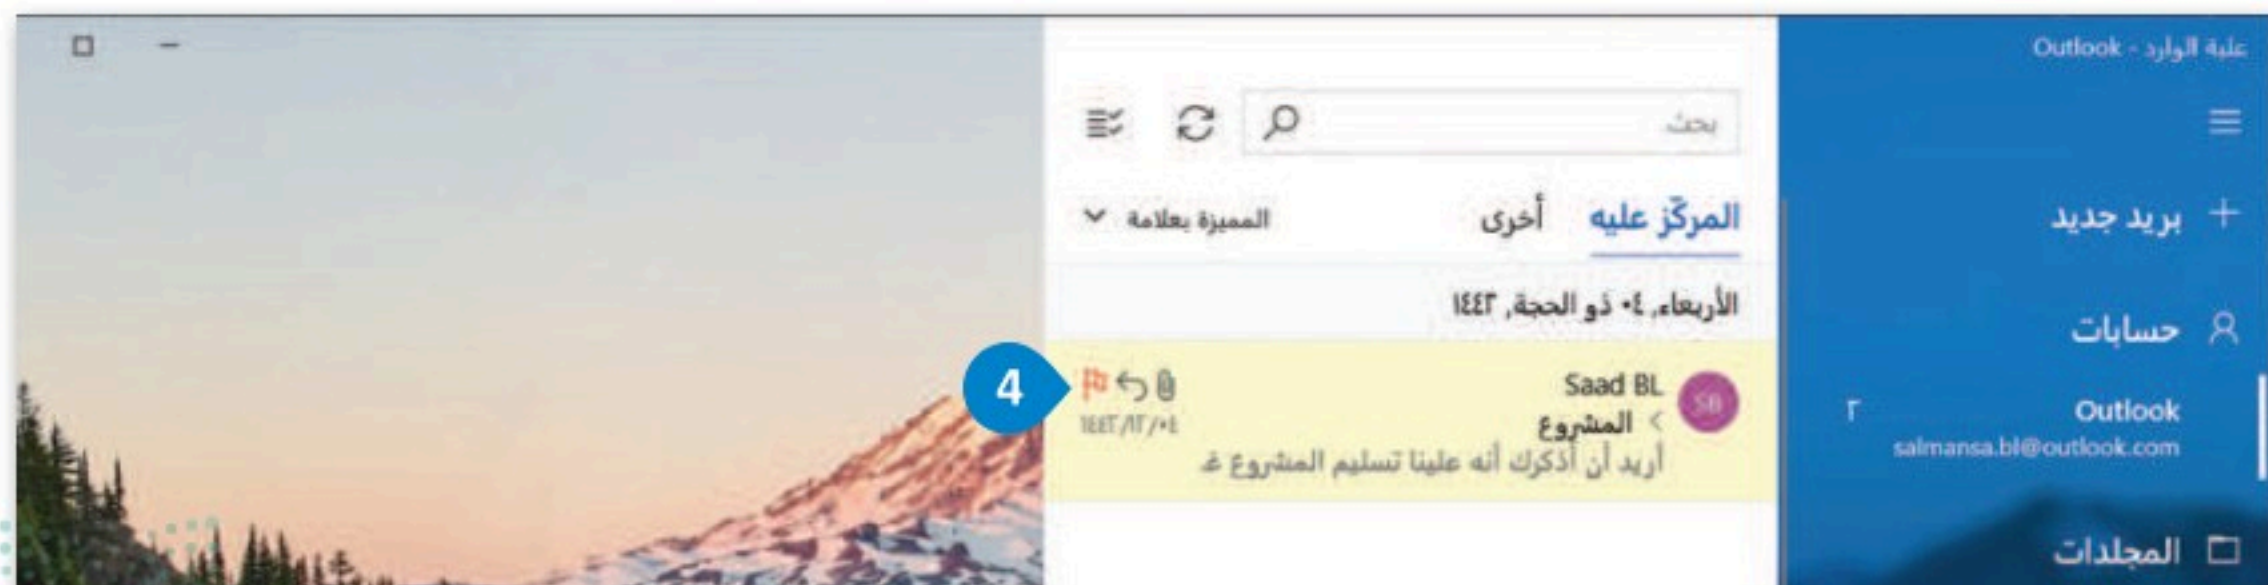 علبة الوارد - Outlook
بريد جديد
حسابات
Outlook ٢
salmansa.bl@outlook.com
المجلدات
بحث
المركّز عليه أخرى المميزة بعلامة
الأربعاء, ٠٤ ذو الحجة, ١٤٤٣
SB
Saad BL
المشروع
١٤٤٣/١٢/٠٤
أريد أن أذكرك أنه علينا تسليم المشروع غ
4